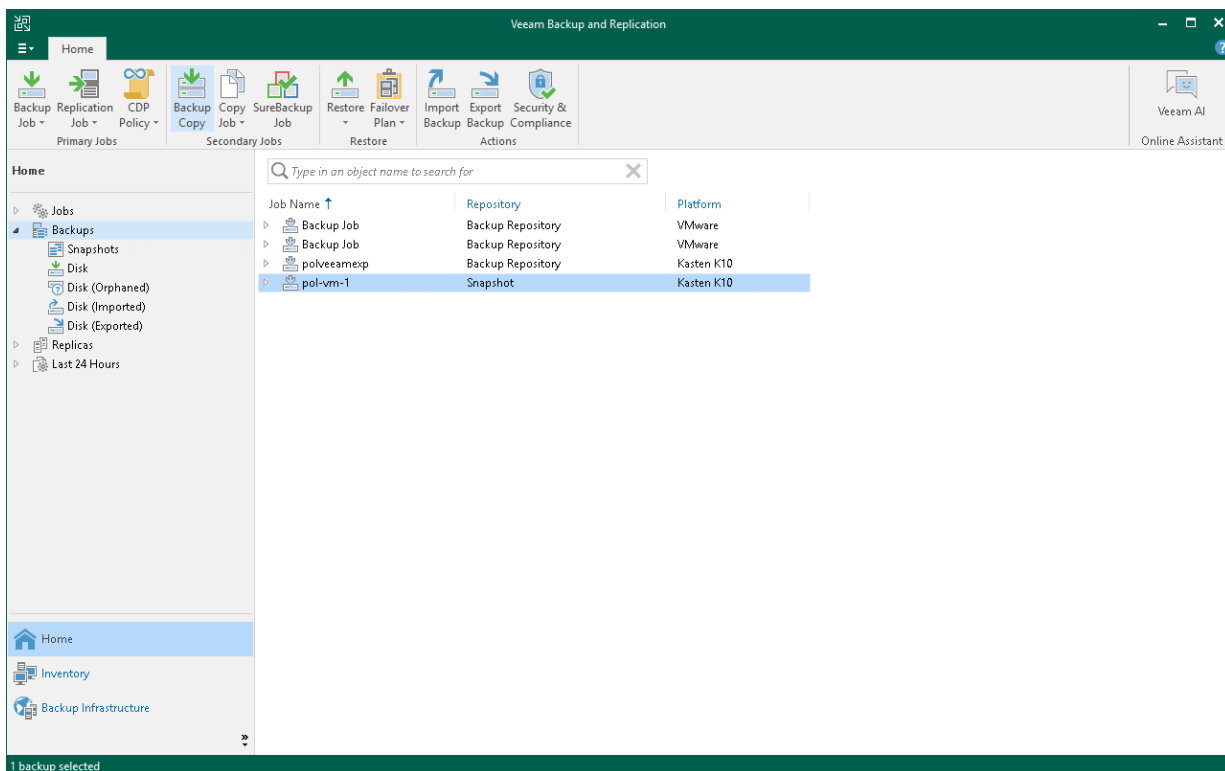 Veeam Backup and Replication
Home
Backup Job
Replication Job
CDP Policy
Primary Jobs
Backup Copy
Copy Job
SureBackup Job
Secondary Jobs
Restore
Failover Plan
Restore
Import Backup
Export Backup
Security & Compliance
Actions
Veeam AI
Online Assistant
Home
Jobs
Backups
Snapshots
Disk
Disk (Orphaned)
Disk (Imported)
Disk (Exported)
Replicas
Last 24 Hours
Type in an object name to search for
Job Name Repository Platform
Backup Job Backup Repository VMware
Backup Job Backup Repository VMware
polveeamexp Backup Repository Kasten K10
pol-vm-1 Snapshot Kasten K10
Home
Inventory
Backup Infrastructure
1 backup selected